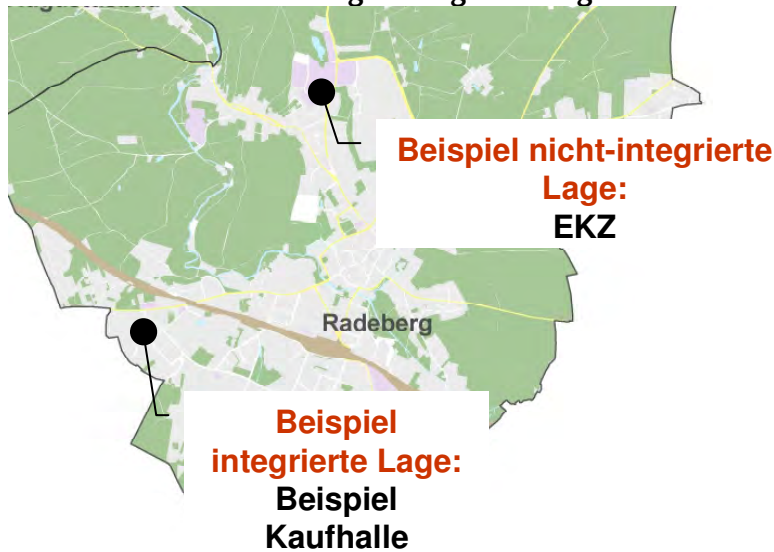 Beispiel nicht-integrierte
Lage:
EKZ
Radeberg
Beispiel
integrierte Lage:
Beispiel
Kaufhalle